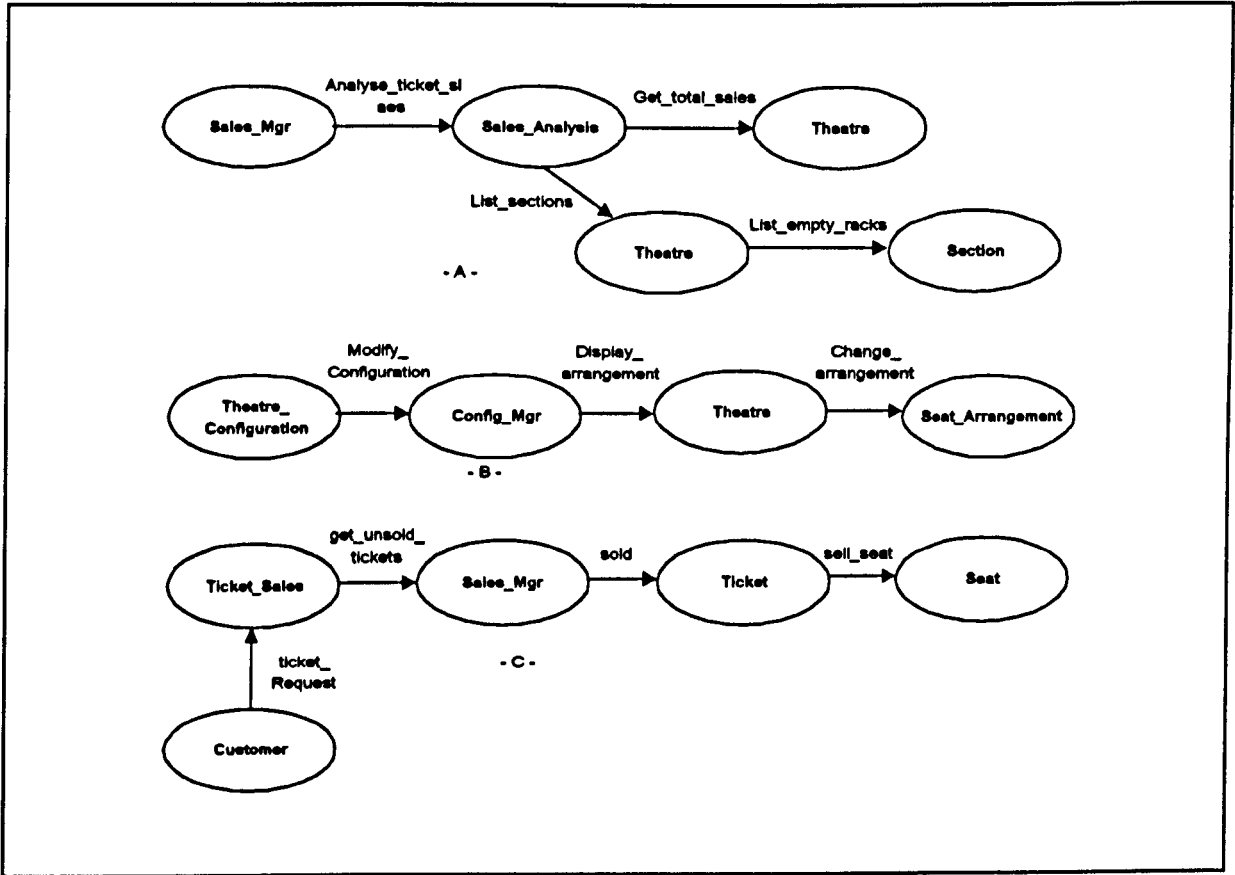 Analyse_ticket_sl
aes
Get_total_sales
Sales_Mgr
Sales_Analysis
Theatre
List_sections
List_empty_racks
Theatre
Section
- A -
Modify_
Configuration
Display_
arrangement
Change_
arrangement
Theatre_
Configuration
Config_Mgr
Theatre
Seat_Arrangement
- B -
get_unsold_
tickets
sold
sell_seat
Ticket_Sales
Sales_Mgr
Ticket
Seat
ticket_
Request
- C -
Customer